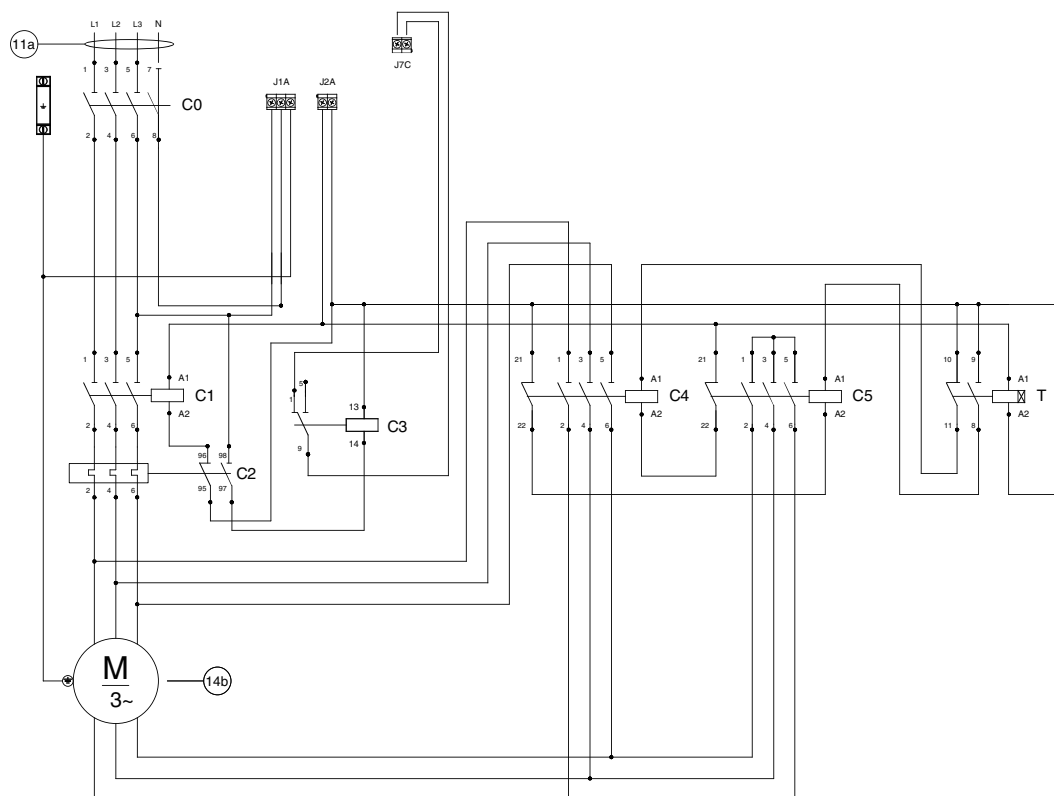 L1 L2 L3 N
11a
J7C
1 3 5 7
J1A J2A
C0
2 4 6 8
1 3 5
A1
C1
A2
2 4 6
96 98
C2
95 97
2 4 6
5
1
13
C3
14
9
21 1 3 5
A1
C4
A2
22 2 4 6
21 1 3 5
A1
C5
A2
22 2 4 6
10 9
A1
T
A2
11 8
M
3~
14b